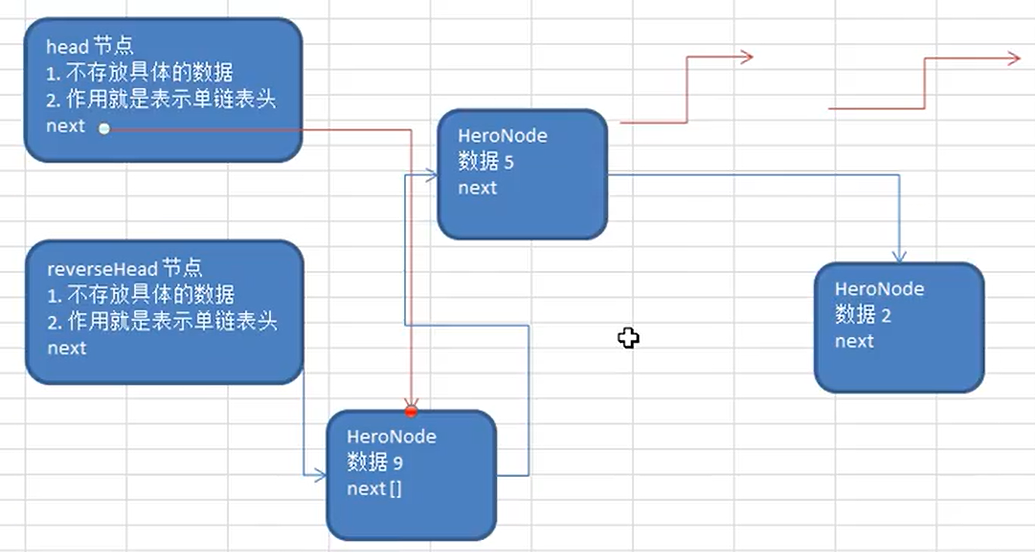 head 节点
1. 不存放具体的数据
2. 作用就是表示单链表头
next
HeroNode
数据 5
next
reverseHead 节点
1. 不存放具体的数据
2. 作用就是表示单链表头
next
HeroNode
数据 2
next
HeroNode
数据 9
next []